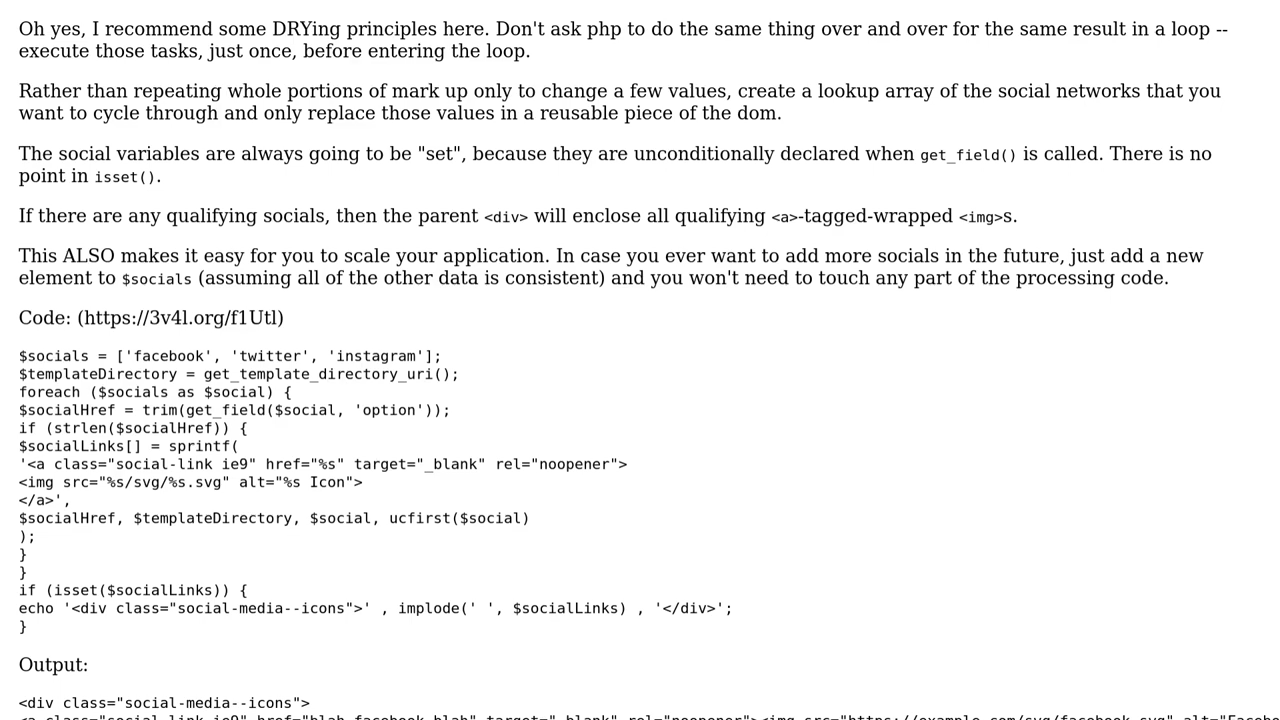 Oh yes, I recommend some DRYing principles here. Don't ask php to do the same thing over and over for the same result in a loop --
execute those tasks, just once, before entering the loop.
Rather than repeating whole portions of mark up only to change a few values, create a lookup array of the social networks that you
want to cycle through and only replace those values in a reusable piece of the dom.
The social variables are always going to be "set", because they are unconditionally declared when get_field() is called. There is no
point in isset().
If there are any qualifying socials, then the parent <div> will enclose all qualifying <a>-tagged-wrapped <img>s.
This ALSO makes it easy for you to scale your application. In case you ever want to add more socials in the future, just add a new
element to $socials (assuming all of the other data is consistent) and you won't need to touch any part of the processing code.
Code: (https://3v4l.org/f1Utl)
$socials = ['facebook', 'twitter', 'instagram'];
$templateDirectory = get_template_directory_uri();
foreach ($socials as $social) {
$socialHref = trim(get_field($social, 'option'));
if (strlen($socialHref)) {
$socialLinks[] = sprintf(
'<a class="social-link ie9" href="%s" target="_blank" rel="noopener">
<img src="%s/svg/%s.svg" alt="%s Icon">
</a>',
$socialHref, $templateDirectory, $social, ucfirst($social)
);
}
}
if (isset($socialLinks)) {
echo '<div class="social-media--icons">' , implode(' ', $socialLinks) , '</div>';
}
Output:
<div class="social-media--icons">